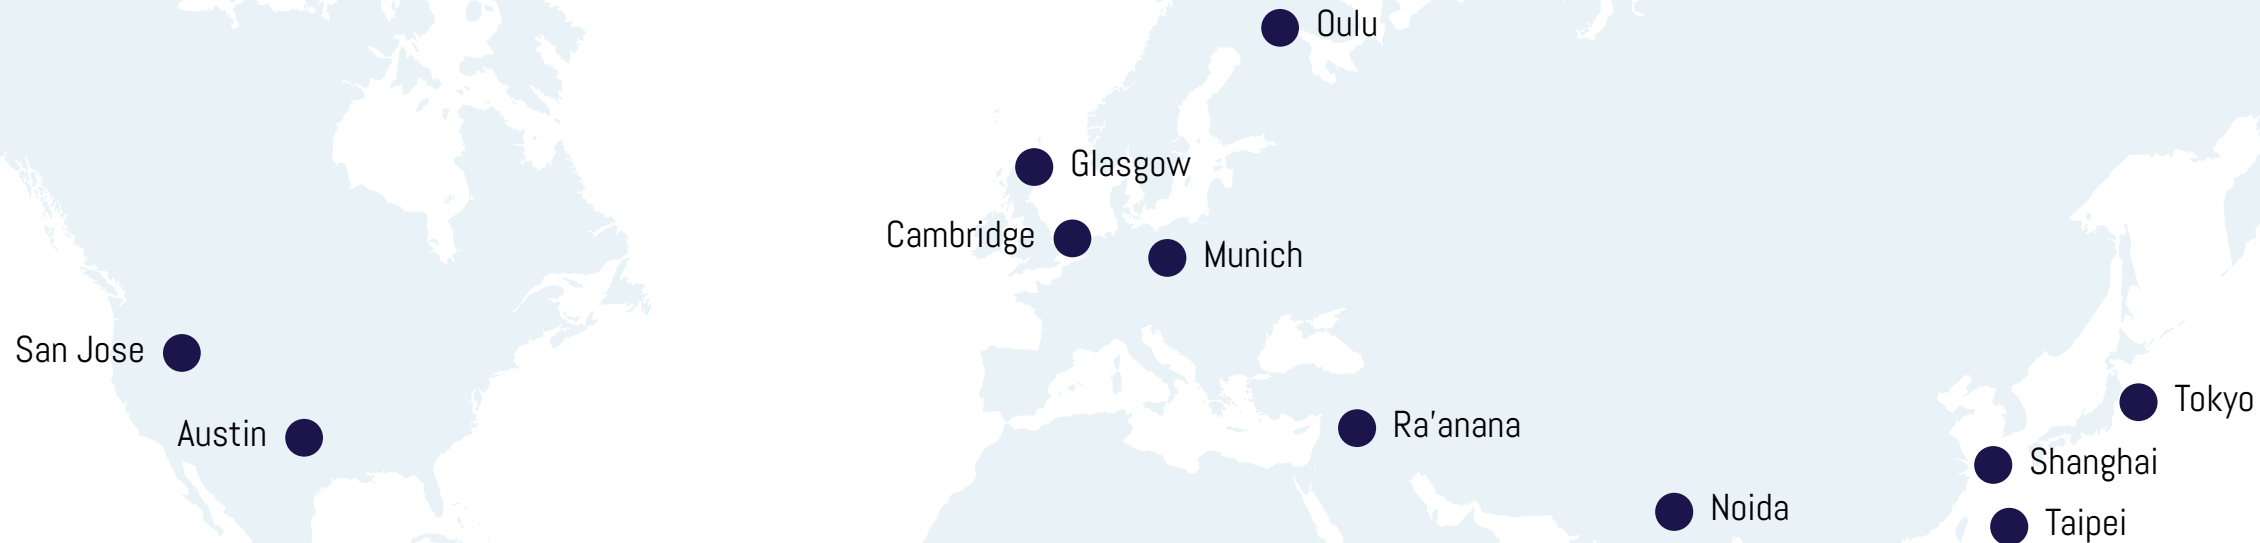 Oulu
Glasgow
Cambridge
Munich
San Jose
Austin
Ra'anana
Tokyo
Shanghai
Noida
Taipei